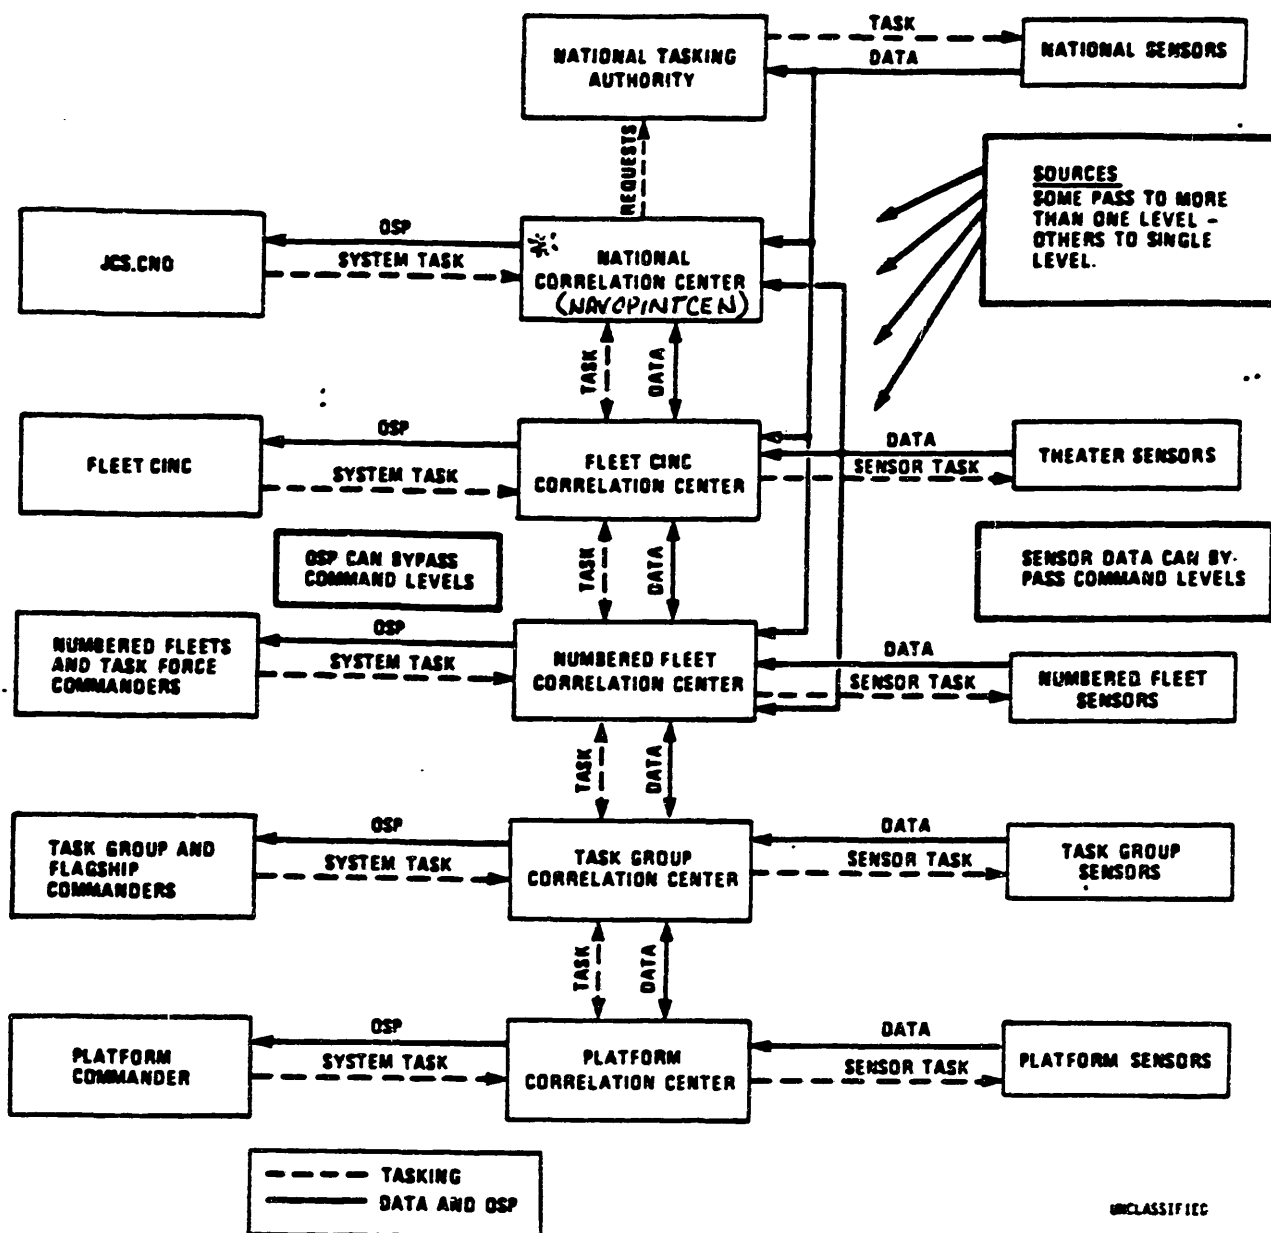 NATIONAL TASKING
AUTHORITY
TASK
DATA
NATIONAL SENSORS
REQUESTS
SOURCES
SOME PASS TO MORE
THAN ONE LEVEL -
OTHERS TO SINGLE
LEVEL.
JCS.CNO
OSP
SYSTEM TASK
NATIONAL
CORRELATION CENTER
(NAVOPINTCEN)
TASK
DATA
FLEET CINC
OSP
SYSTEM TASK
FLEET CINC
CORRELATION CENTER
DATA
SENSOR TASK
THEATER SENSORS
OSP CAN BYPASS
COMMAND LEVELS
TASK
DATA
SENSOR DATA CAN BY-
PASS COMMAND LEVELS
NUMBERED FLEETS
AND TASK FORCE
COMMANDERS
OSP
SYSTEM TASK
NUMBERED FLEET
CORRELATION CENTER
DATA
SENSOR TASK
NUMBERED FLEET
SENSORS
TASK
DATA
TASK GROUP AND
FLAGSHIP
COMMANDERS
OSP
SYSTEM TASK
TASK GROUP
CORRELATION CENTER
DATA
SENSOR TASK
TASK GROUP
SENSORS
TASK
DATA
PLATFORM
COMMANDER
OSP
SYSTEM TASK
PLATFORM
CORRELATION CENTER
DATA
SENSOR TASK
PLATFORM SENSORS
TASKING
DATA AND OSP
UNCLASSIFIED